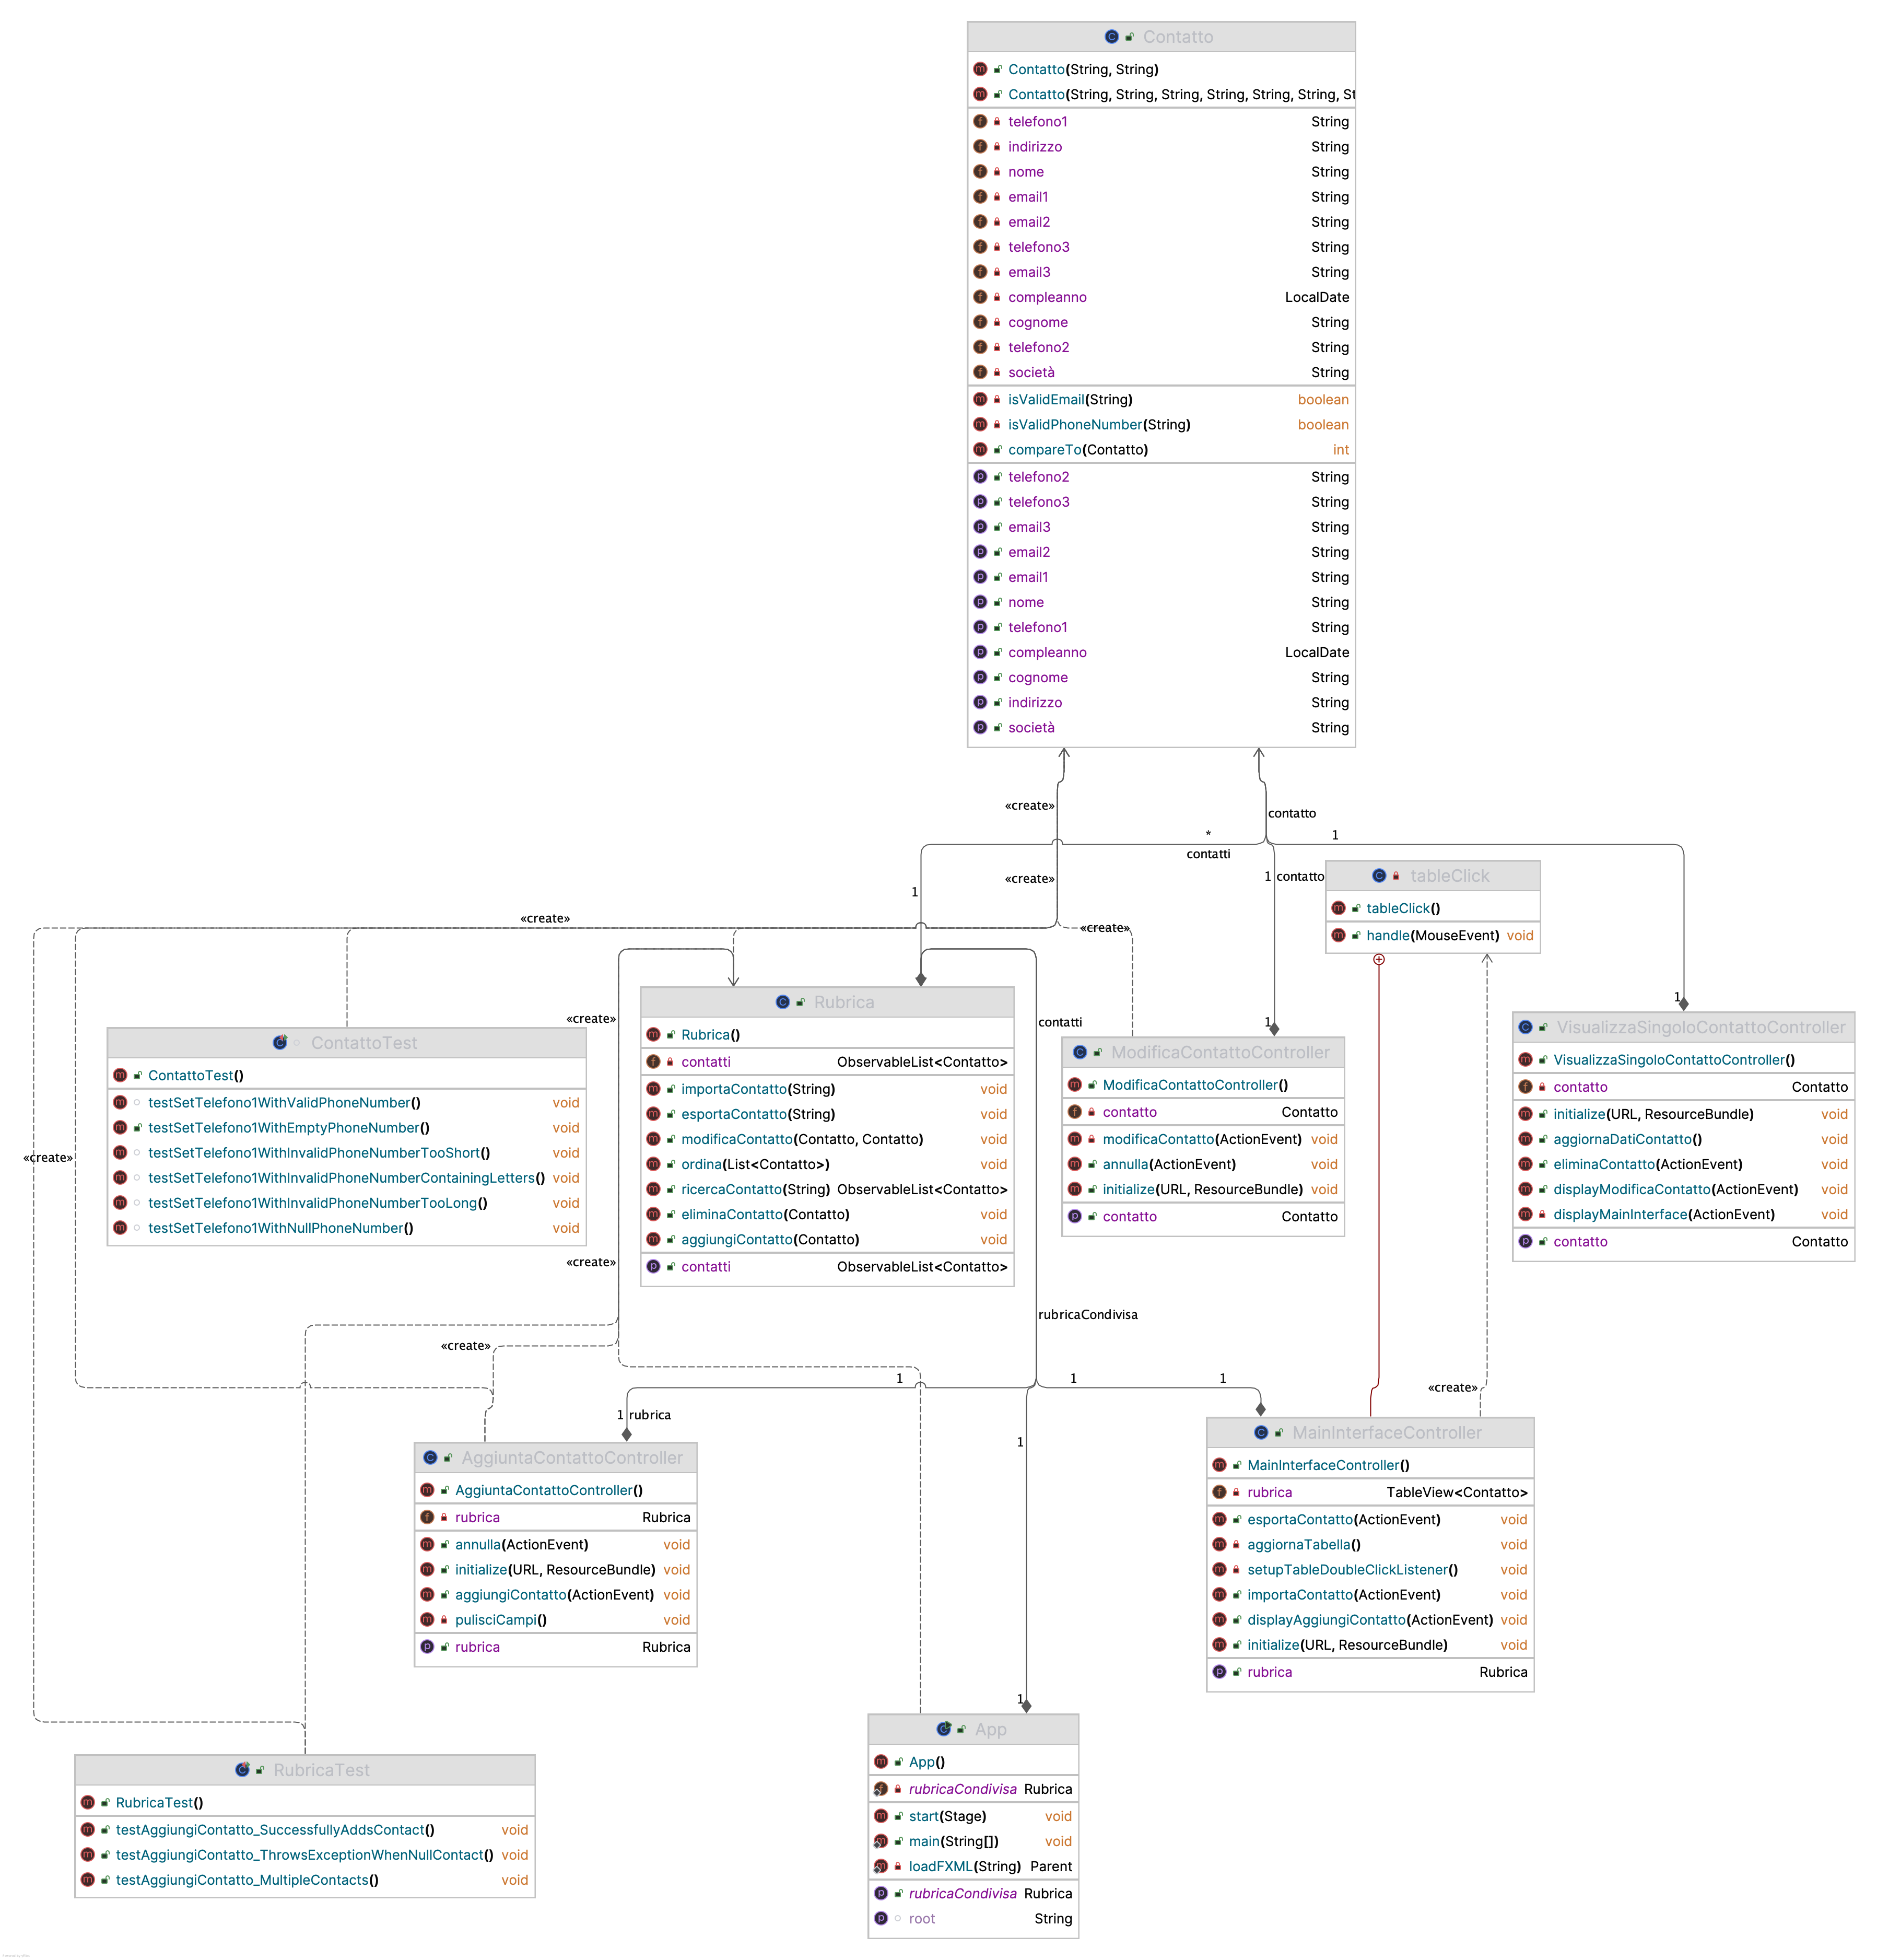 Contatto
Contatto(String, String)
Contatto(String, String, String, String, String, String, St
telefono1 String
indirizzo String
nome String
email1 String
email2 String
telefono3 String
email3 String
compleanno LocalDate
cognome String
telefono2 String
società String
isValidEmail(String) boolean
isValidPhoneNumber(String) boolean
compareTo(Contatto) int
telefono2 String
telefono3 String
email3 String
email2 String
email1 String
nome String
telefono1 String
compleanno LocalDate
cognome String
indirizzo String
società String
«create»
contatto
* 
contatti
1
1
«create»
1 contatto
«create»
«create»
tableClick
tableClick()
handle(MouseEvent) void
«create»
contatti
1
1
«create»
ContattoTest
ContattoTest()
testSetTelefono1WithValidPhoneNumber() void
testSetTelefono1WithEmptyPhoneNumber() void
testSetTelefono1WithInvalidPhoneNumberTooShort() void
testSetTelefono1WithInvalidPhoneNumberContainingLetters() void
testSetTelefono1WithInvalidPhoneNumberTooLong() void
testSetTelefono1WithNullPhoneNumber() void
Rubrica
Rubrica()
contatti ObservableList<Contatto>
importaContatto(String) void
esportaContatto(String) void
modificaContatto(Contatto, Contatto) void
ordina(List<Contatto>) void
ricercaContatto(String) ObservableList<Contatto>
eliminaContatto(Contatto) void
aggiungiContatto(Contatto) void
contatti ObservableList<Contatto>
ModificaContattoController
ModificaContattoController()
contatto Contatto
modificaContatto(ActionEvent) void
annulla(ActionEvent) void
initialize(URL, ResourceBundle) void
contatto Contatto
VisualizzaSingoloContattoController
VisualizzaSingoloContattoController()
contatto Contatto
initialize(URL, ResourceBundle) void
aggiornaDatiContatto() void
eliminaContatto(ActionEvent) void
displayModificaContatto(ActionEvent) void
displayMainInterface(ActionEvent) void
contatto Contatto
«create»
rubricaCondivisa
«create»
1
1
1
«create»
1 rubrica
1
AggiuntaContattoController
AggiuntaContattoController()
rubrica Rubrica
annulla(ActionEvent) void
initialize(URL, ResourceBundle) void
aggiungiContatto(ActionEvent) void
pulisciCampi() void
rubrica Rubrica
MainInterfaceController
MainInterfaceController()
rubrica TableView<Contatto>
esportaContatto(ActionEvent) void
aggiornaTabella() void
setupTableDoubleClickListener() void
importaContatto(ActionEvent) void
displayAggiungiContatto(ActionEvent) void
initialize(URL, ResourceBundle) void
rubrica Rubrica
1
App
App()
rubricaCondivisa Rubrica
start(Stage) void
main(String[]) void
loadFXML(String) Parent
rubricaCondivisa Rubrica
root String
RubricaTest
RubricaTest()
testAggiungiContatto_SuccessfullyAddsContact() void
testAggiungiContatto_ThrowsExceptionWhenNullContact() void
testAggiungiContatto_MultipleContacts() void